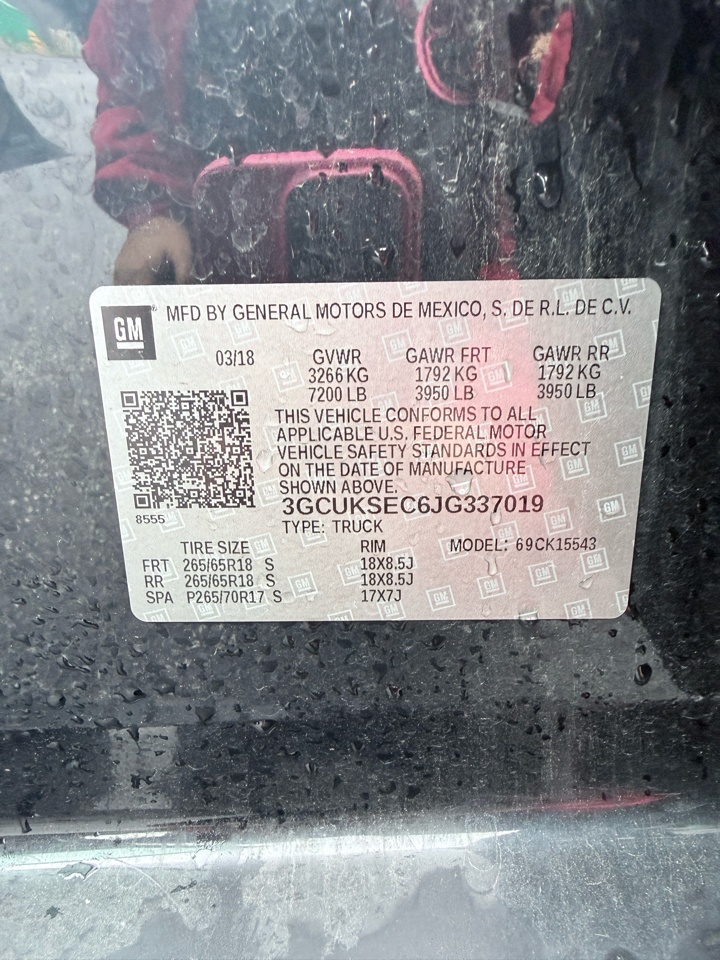 GM
MFD BY GENERAL MOTORS DE MEXICO, S. DE R.L. DE C.V.
03/18 GVWR GAWR FRT GAWR RR
3266 KG 1792 KG 1792 KG
7200 LB 3950 LB 3950 LB
THIS VEHICLE CONFORMS TO ALL
APPLICABLE U.S. FEDERAL MOTOR
VEHICLE SAFETY STANDARDS IN EFFECT
ON THE DATE OF MANUFACTURE
SHOWN ABOVE.
3GCUKSEC6JG337019
8555
TYPE: TRUCK
TIRE SIZE RIM MODEL: 69CK15543
FRT 265/65R18 S 18X8.5J
RR 265/65R18 S 18X8.5J
SPA P265/70R17 S 17X7J